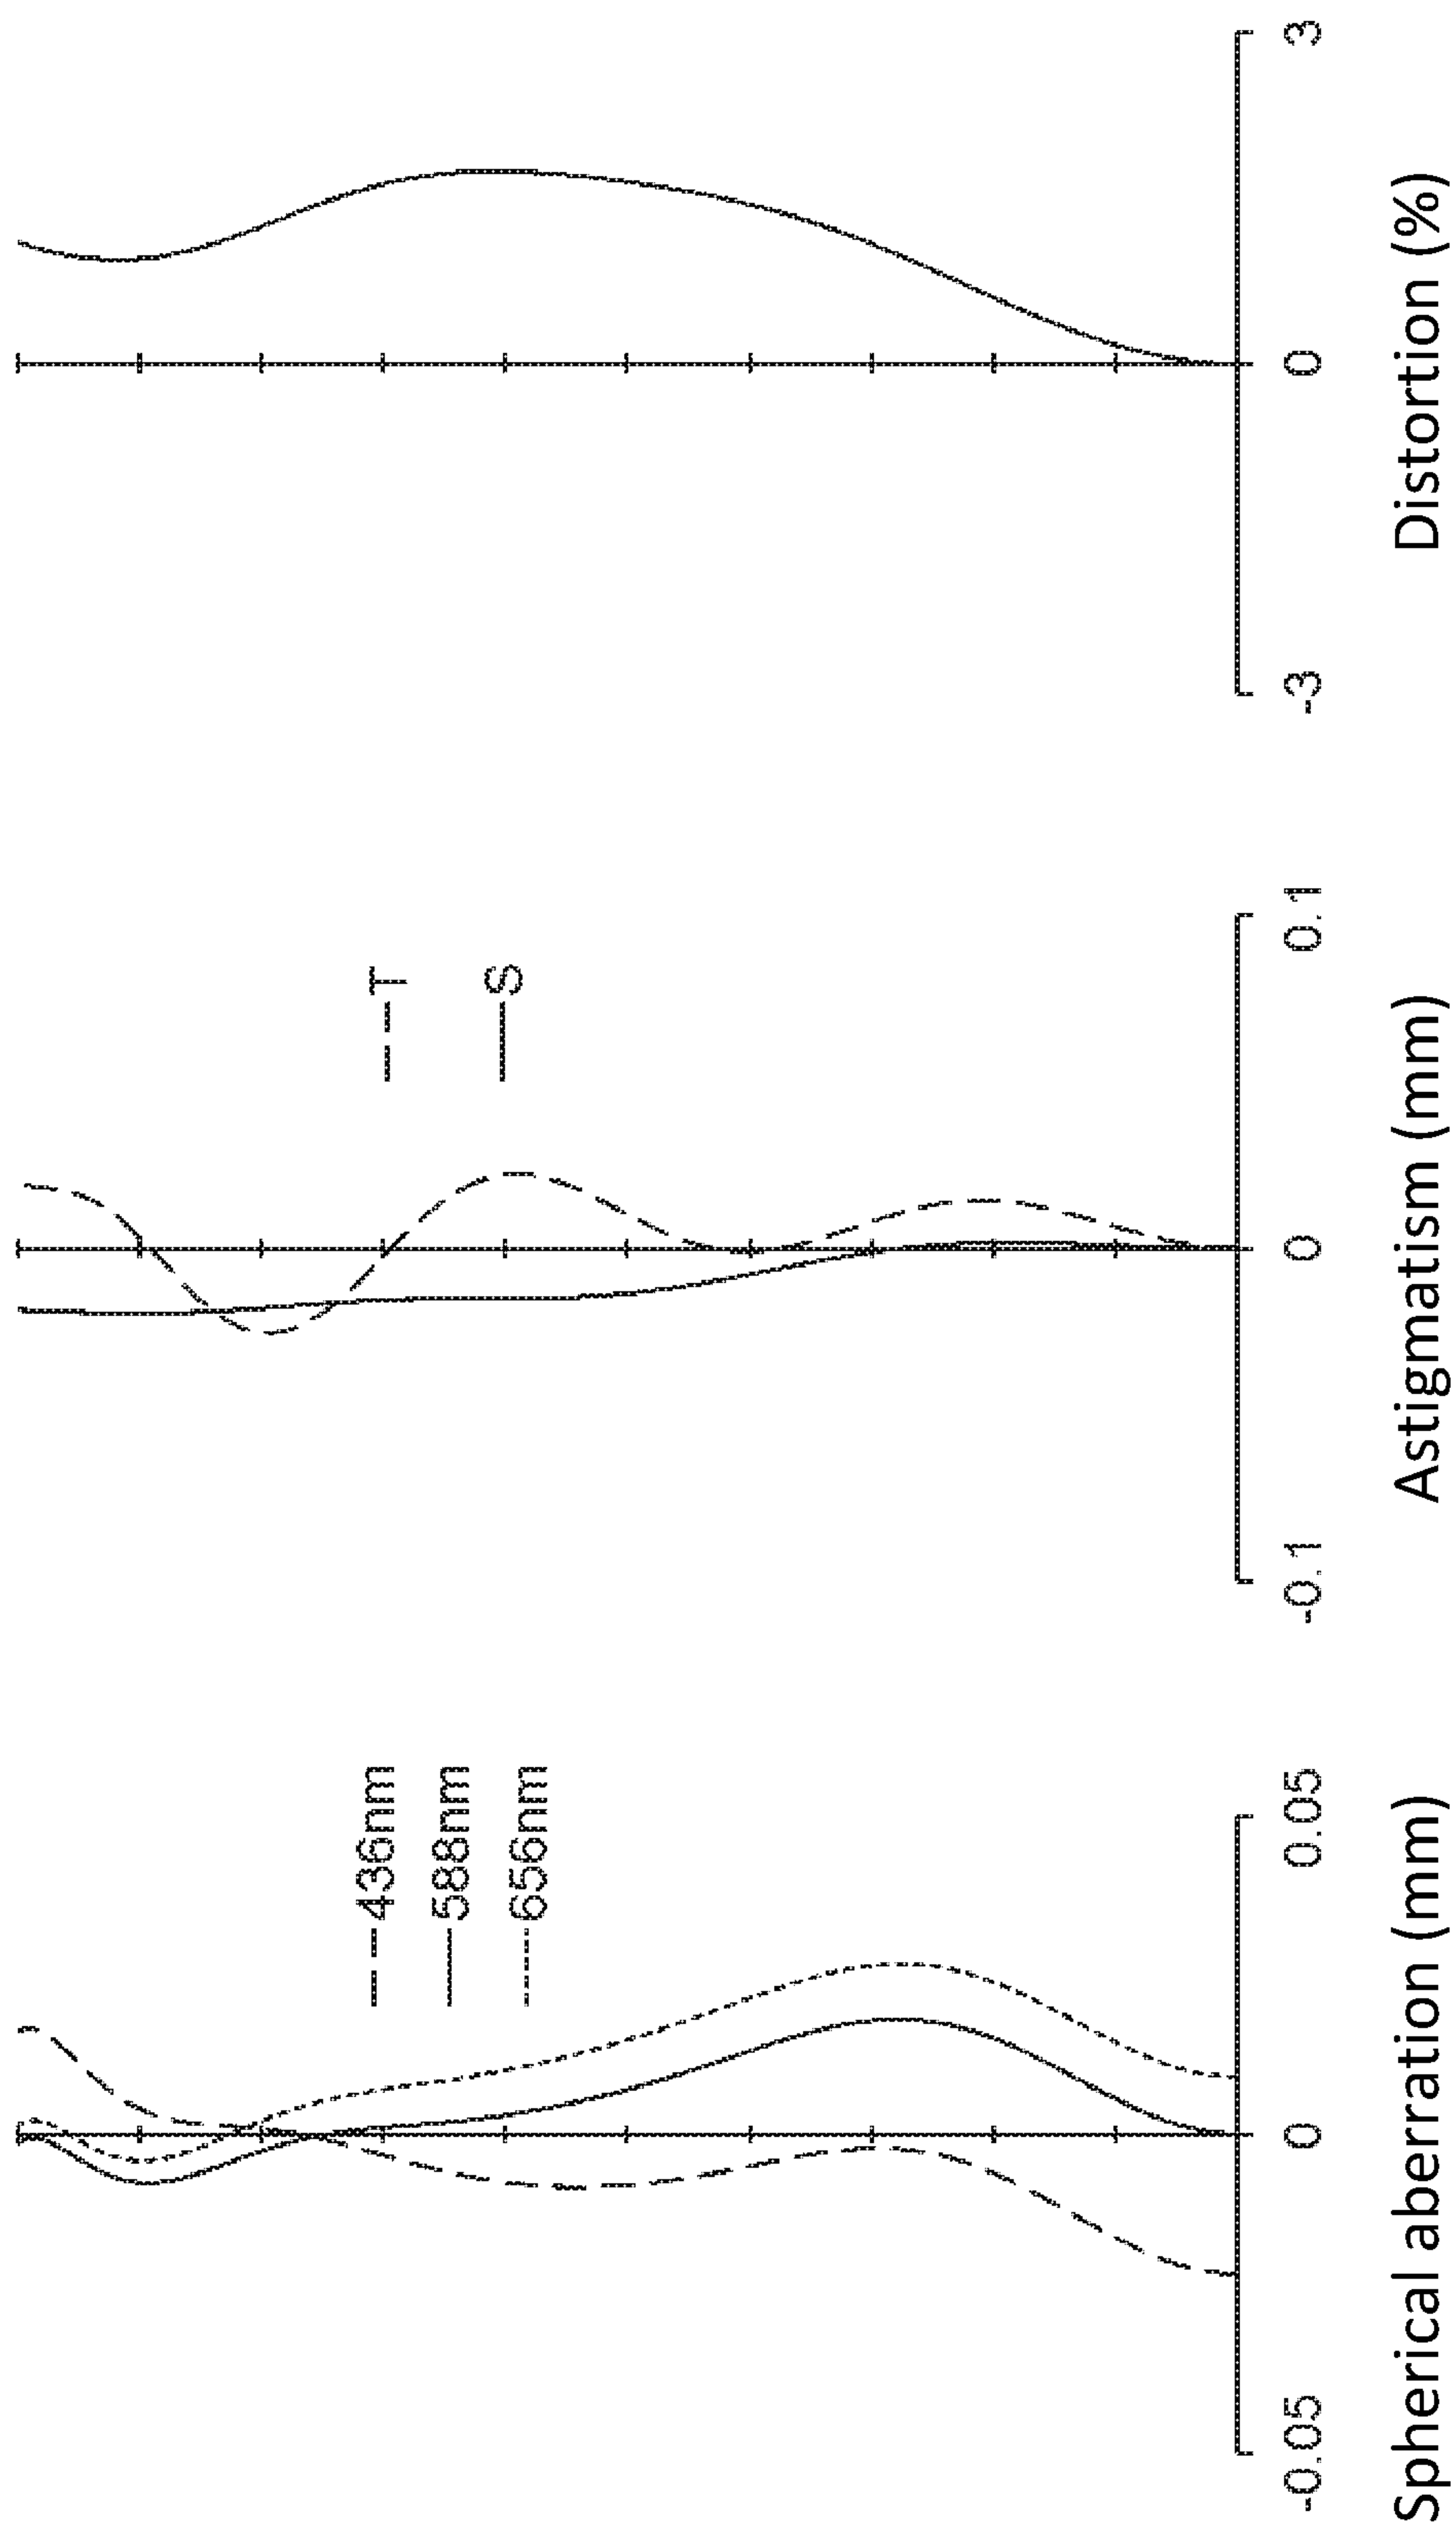 436nm
588nm
656nm
-0.05 0 0.05
Spherical aberration (mm)
T
S
-0.1 0 0.1
Astigmatism (mm)
-3 0 3
Distortion (%)